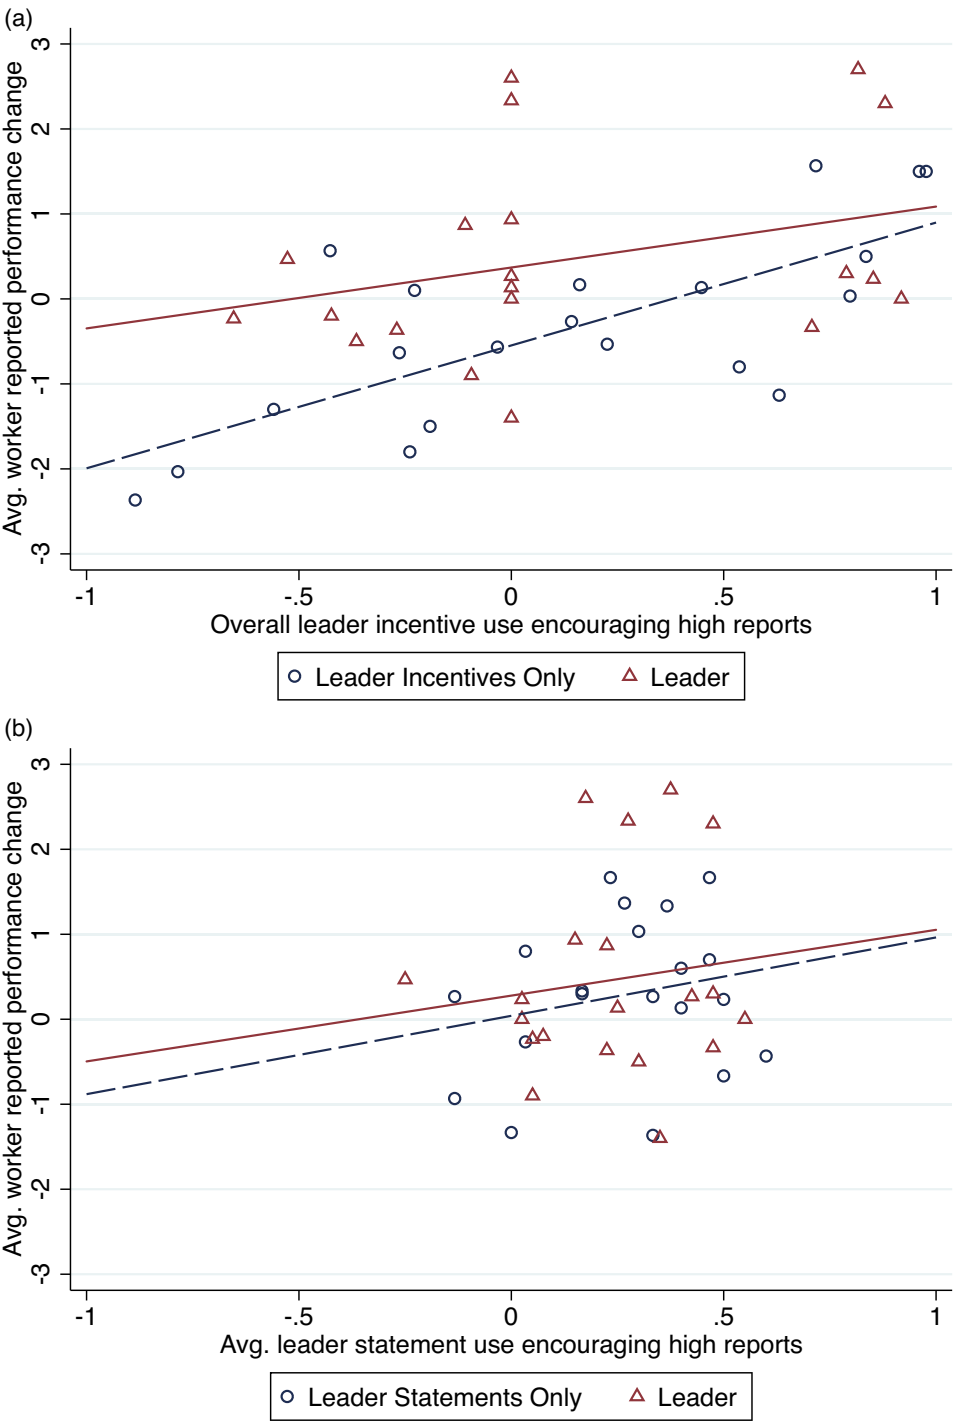 (a)
Avg. worker reported performance change
3
2
1
0
-1
-2
-3
-1 -.5 0 .5 1
Overall leader incentive use encouraging high reports
Leader Incentives Only Leader
(b)
Avg. worker reported performance change
3
2
1
0
-1
-2
-3
-1 -.5 0 .5 1
Avg. leader statement use encouraging high reports
Leader Statements Only Leader